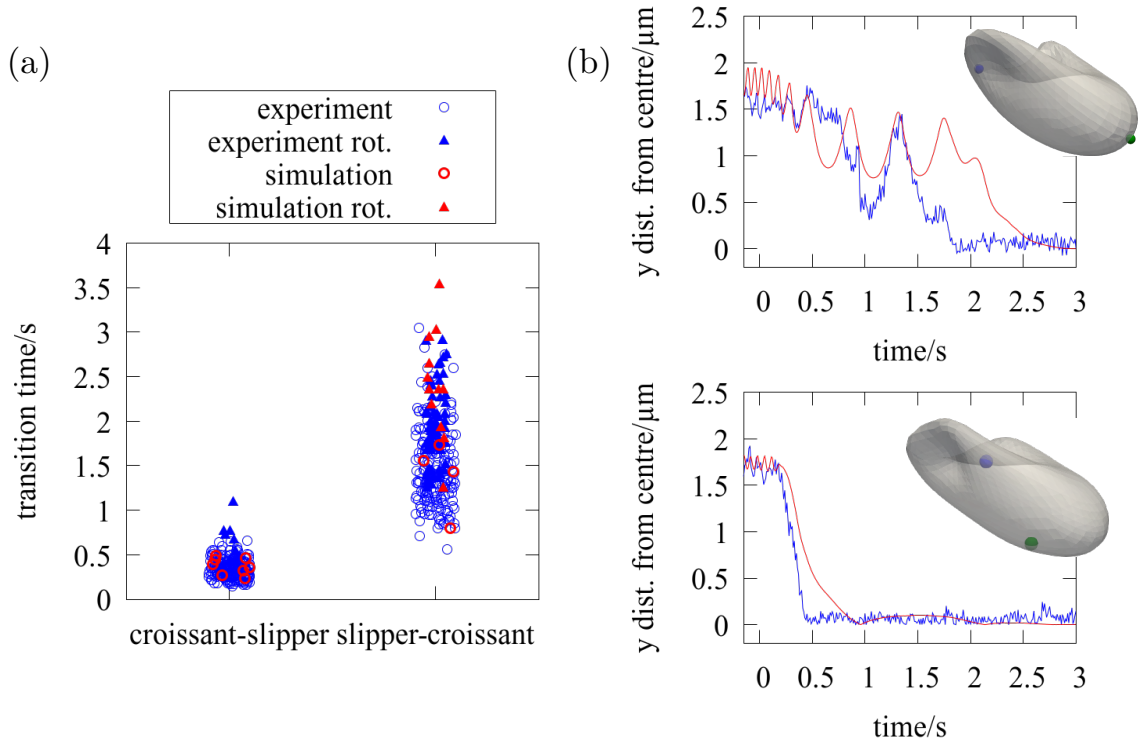 (a)
experiment
experiment rot.
simulation
simulation rot.
4
3.5
3
2.5
2
1.5
1
0.5
0
transition time/s
croissant-slipper slipper-croissant
(b)
2.5
2
1.5
1
0.5
0
y dist. from centre/μm
0 0.5 1 1.5 2 2.5 3
time/s
2.5
2
1.5
1
0.5
0
y dist. from centre/μm
0 0.5 1 1.5 2 2.5 3
time/s